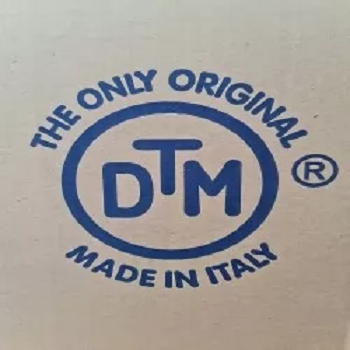 THE ONLY ORIGINAL
DTM
®
MADE IN ITALY